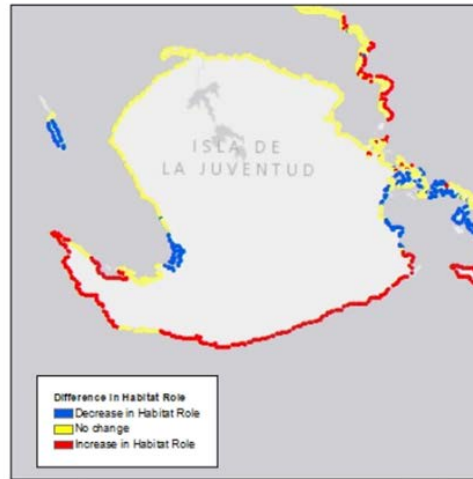 ISLA DE
LA JUVENTUD
Difference in Habitat Role
Decrease in Habitat Role
No change
Increase in Habitat Role